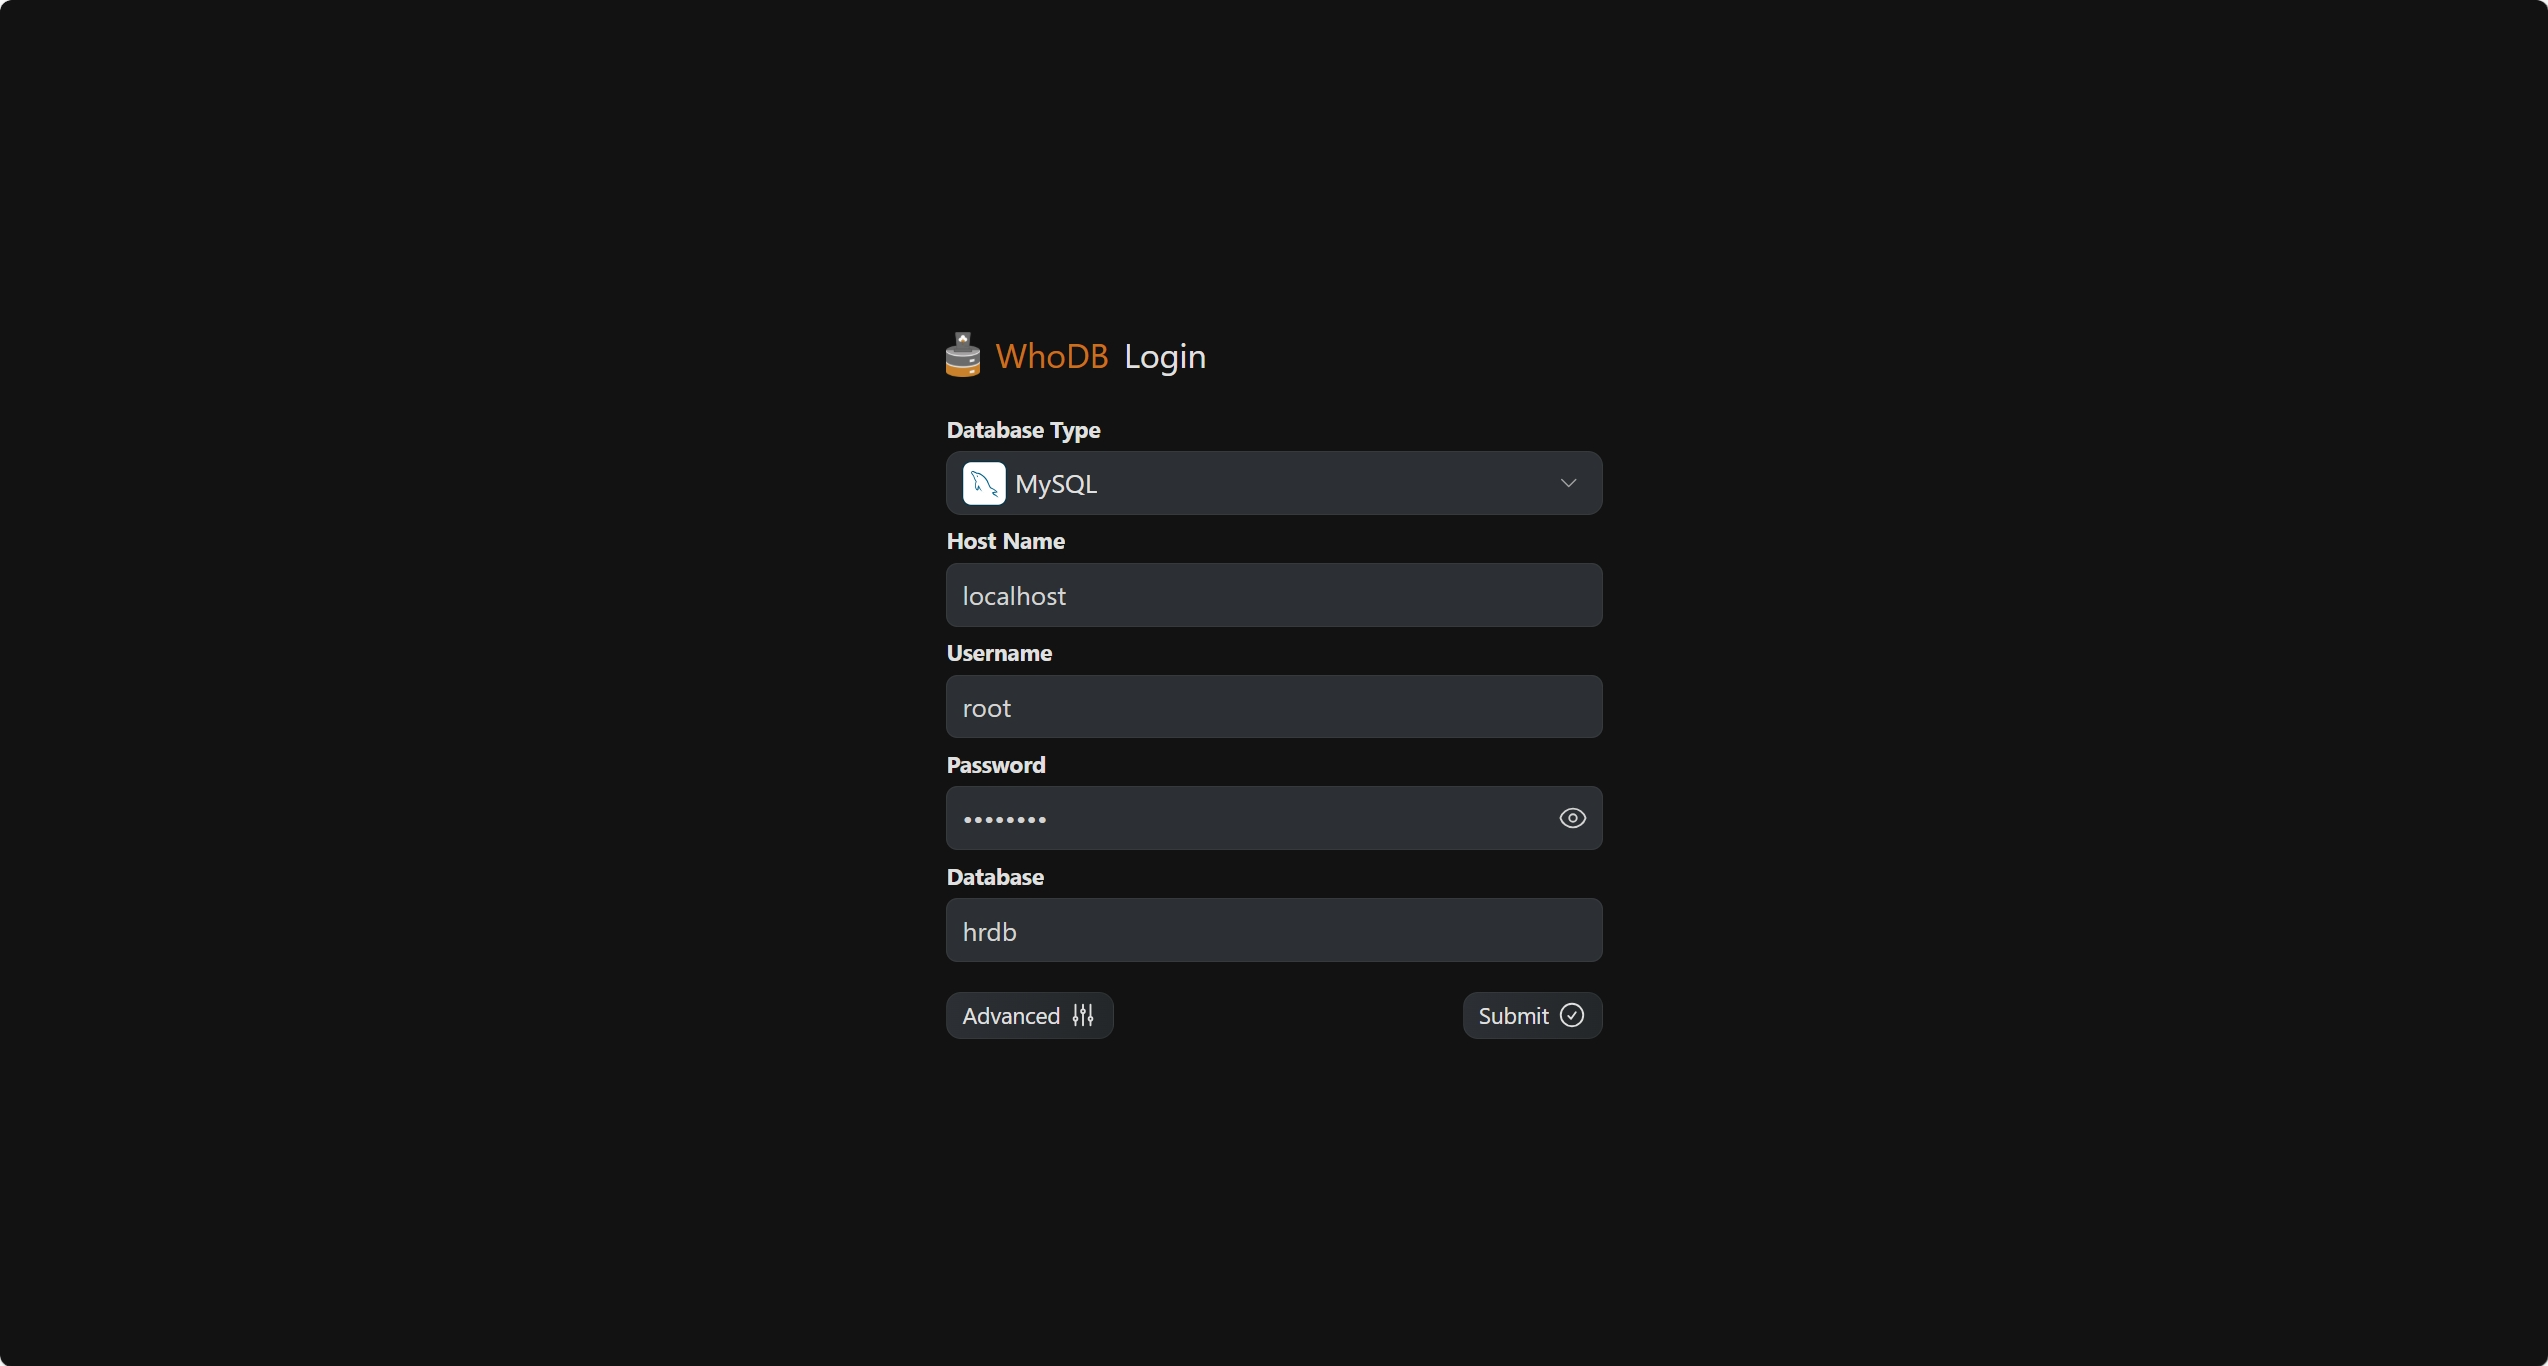 WhoDB Login
Database Type
MySQL
Host Name
localhost
Username
root
Password
••••••••
Database
hrdb
Advanced
Submit